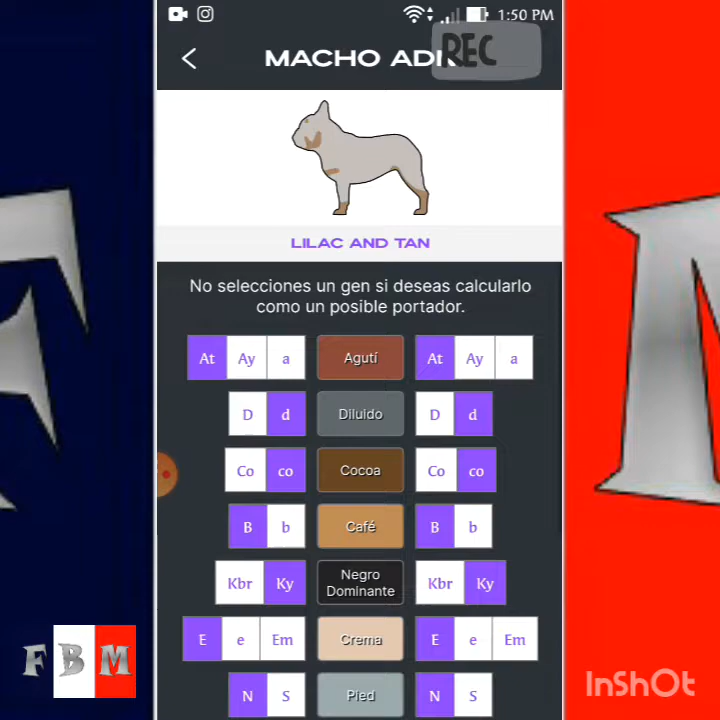 1:50 PM
MACHO ADN
REC
LILAC AND TAN
No selecciones un gen si deseas calcularlo
como un posible portador.
At Ay a Agutí At Ay a
D d Diluido D d
Co co Cocoa Co co
B b Café B b
Kbr Ky Negro Dominante Kbr Ky
E e Em Crema E e Em
N S Pied N S
F B M
InShOt
F
M